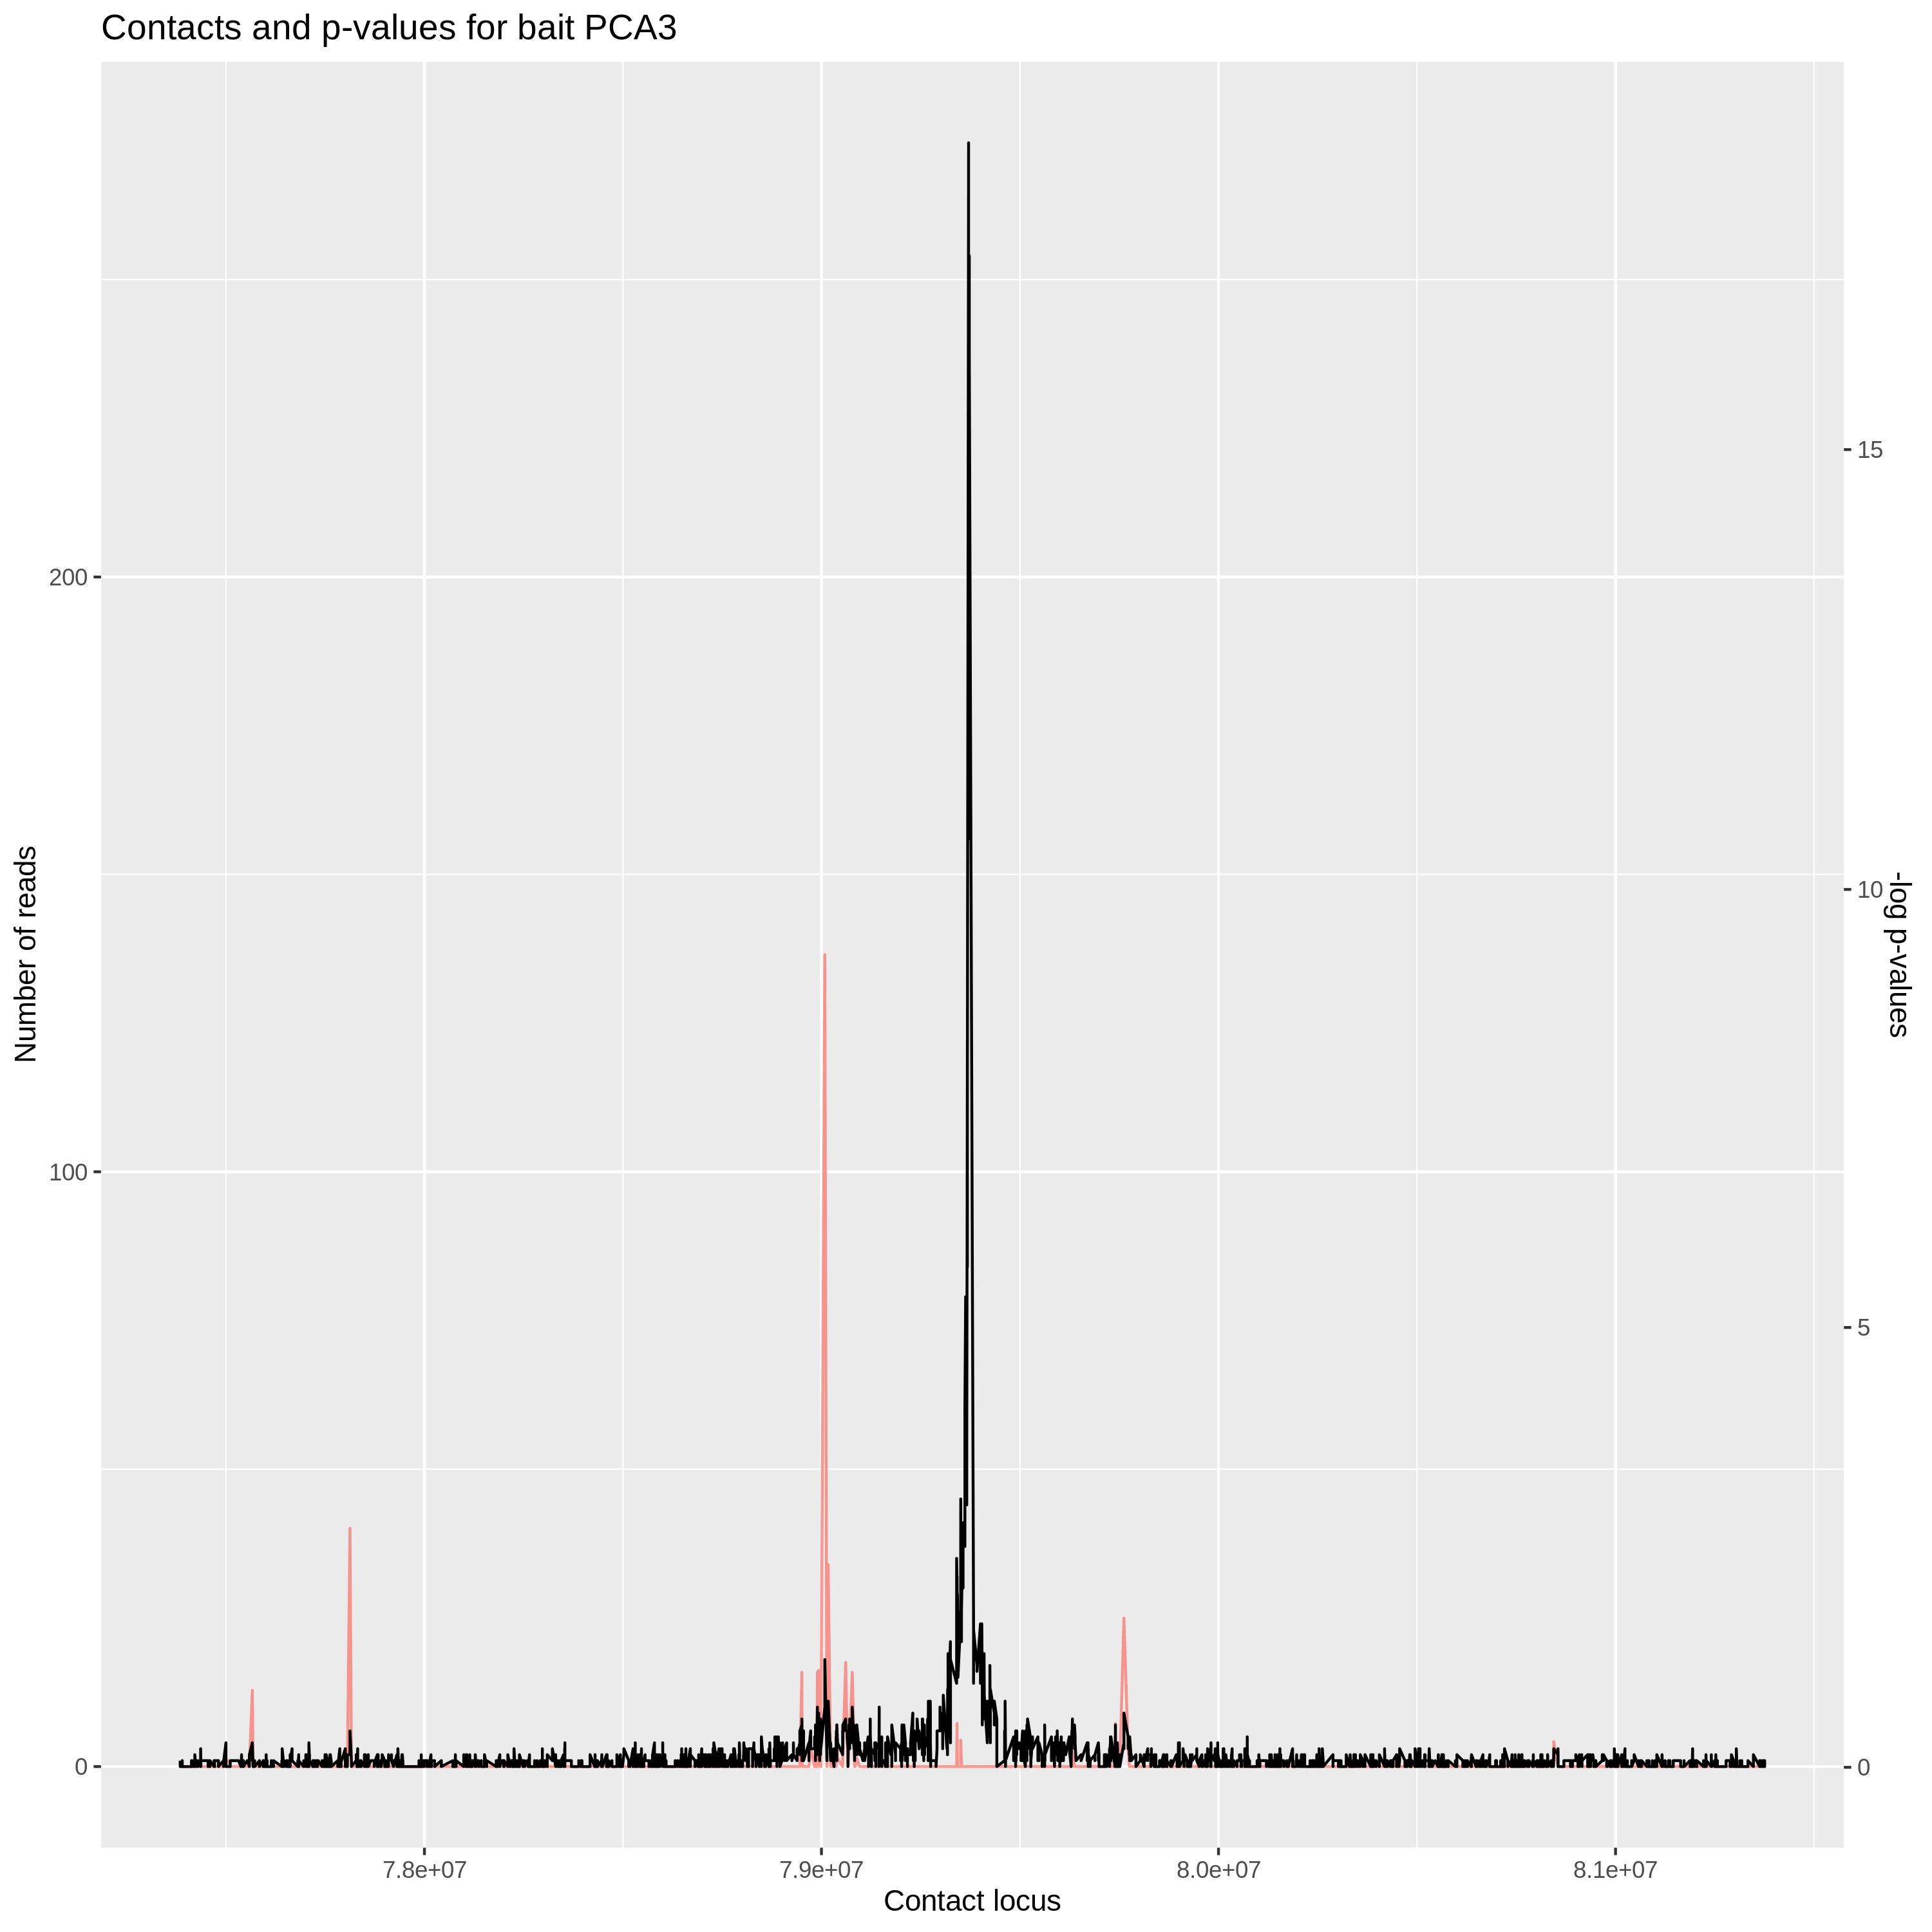 Contacts and p-values for bait PCA3
Number of reads
200
100
0
15
10
5
0
-log p-values
7.8e+07
7.9e+07
8.0e+07
8.1e+07
Contact locus